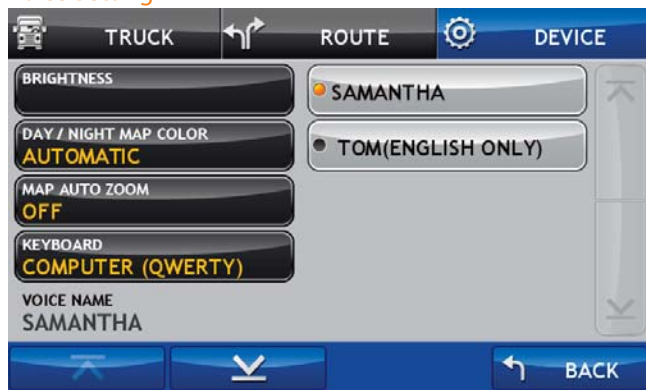 TRUCK
ROUTE
DEVICE
BRIGHTNESS
DAY / NIGHT MAP COLOR
AUTOMATIC
MAP AUTO ZOOM
OFF
KEYBOARD
COMPUTER (QWERTY)
VOICE NAME
SAMANTHA
SAMANTHA
TOM(ENGLISH ONLY)
BACK